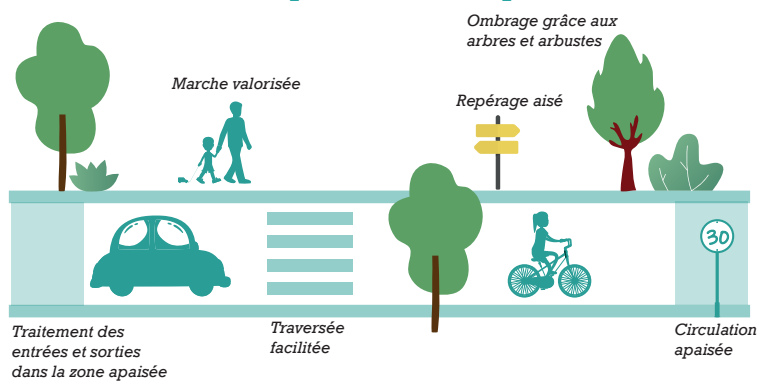 Ombrage grâce aux
arbres et arbustes
Marche valorisée
Repérage aisé
30
Traitement des
entrées et sorties
dans la zone apaisée
Traversée
facilitée
Circulation
apaisée